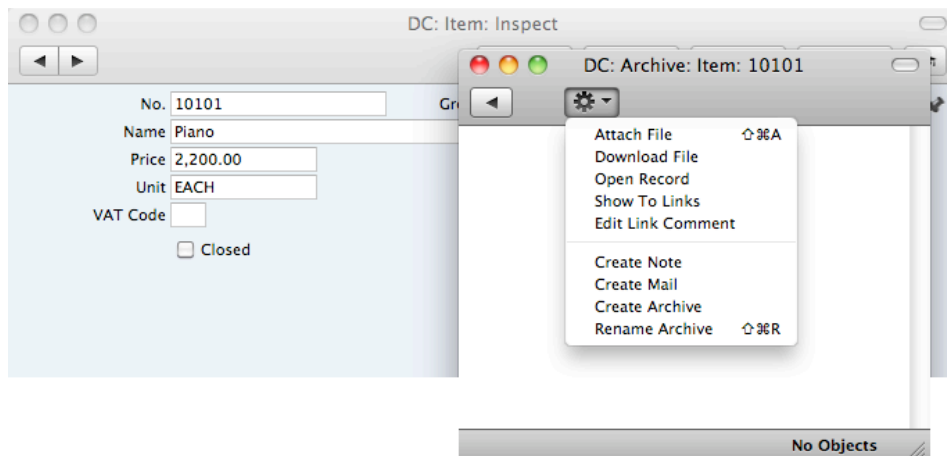 DC: Item: Inspect
DC: Archive: Item: 10101
No. 10101
Name Piano
Price 2,200.00
Unit EACH
VAT Code
Closed
Attach File ⇧⌘A
Download File
Open Record
Show To Links
Edit Link Comment
Create Note
Create Mail
Create Archive
Rename Archive ⇧⌘R
No Objects